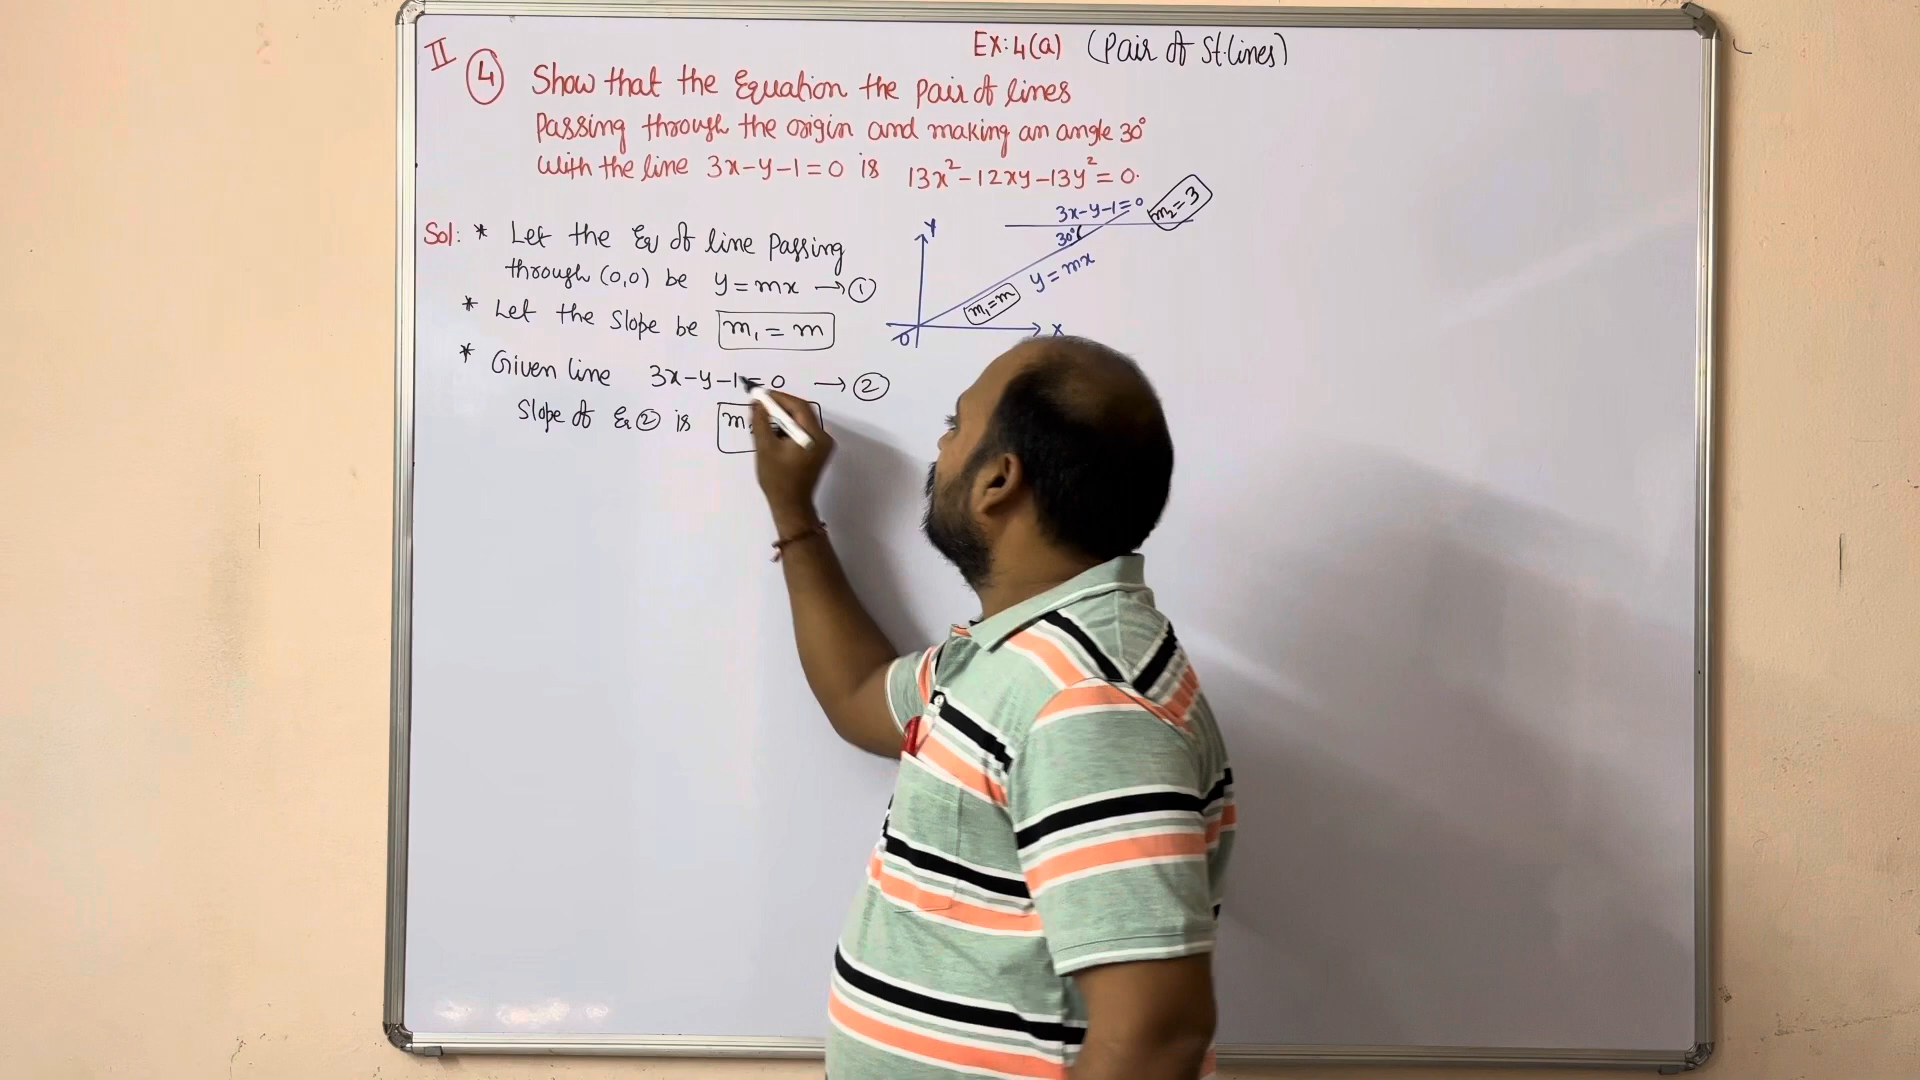 Ex: 4(a) (Pair of St. lines)
II
4 Show that the Equation the pair of lines
Passing through the origin and making an angle 30°
with the line 3x-y-1=0 is 13x²-12xy-13y²=0.
Sol: * Let the Eq of line Passing
through (0,0) be y=mx →①
* Let the slope be m₁ = m
* Given line 3x-y-1=0 →②
Slope of Eq ② is m₂
Y
3x-y-1=0
m₂=3
30°
y=mx
m₁=m
O
X